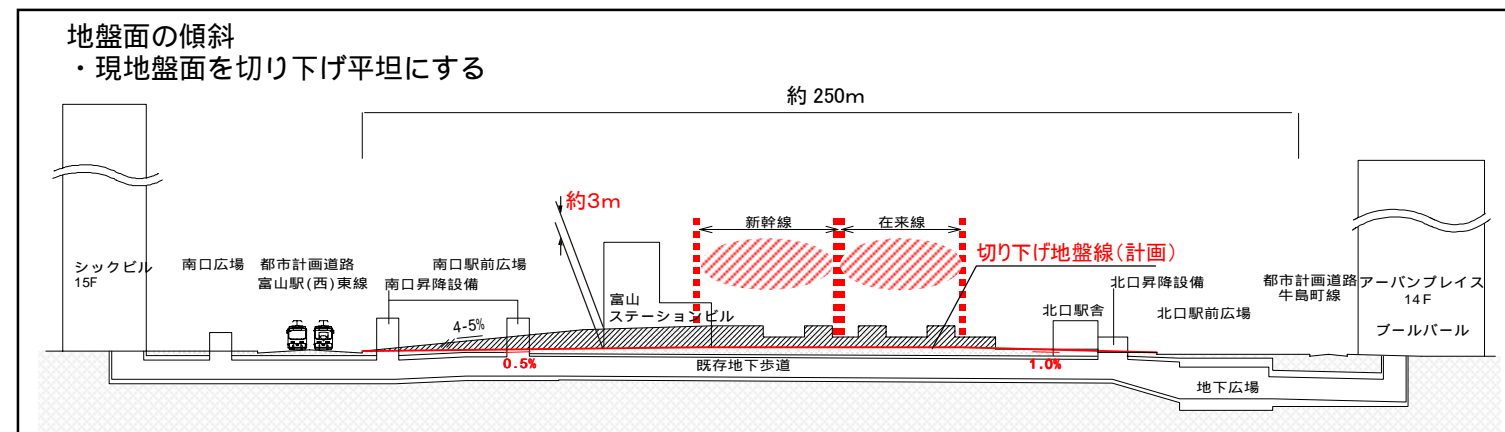 地盤面の傾斜
・現地盤面を切り下げ平坦にする
約 250m
約3m
新幹線
在来線
切り下げ地盤線(計画)
シックビル
15F
南口広場
都市計画道路
富山駅(西)東線
南口駅前広場
南口昇降設備
4-5%
富山
ステーションビル
北口昇降設備
北口駅舎
北口駅前広場
都市計画道路
牛島町線
アーバンプレイス
14F
ブールバール
0.5%
既存地下歩道
1.0%
地下広場